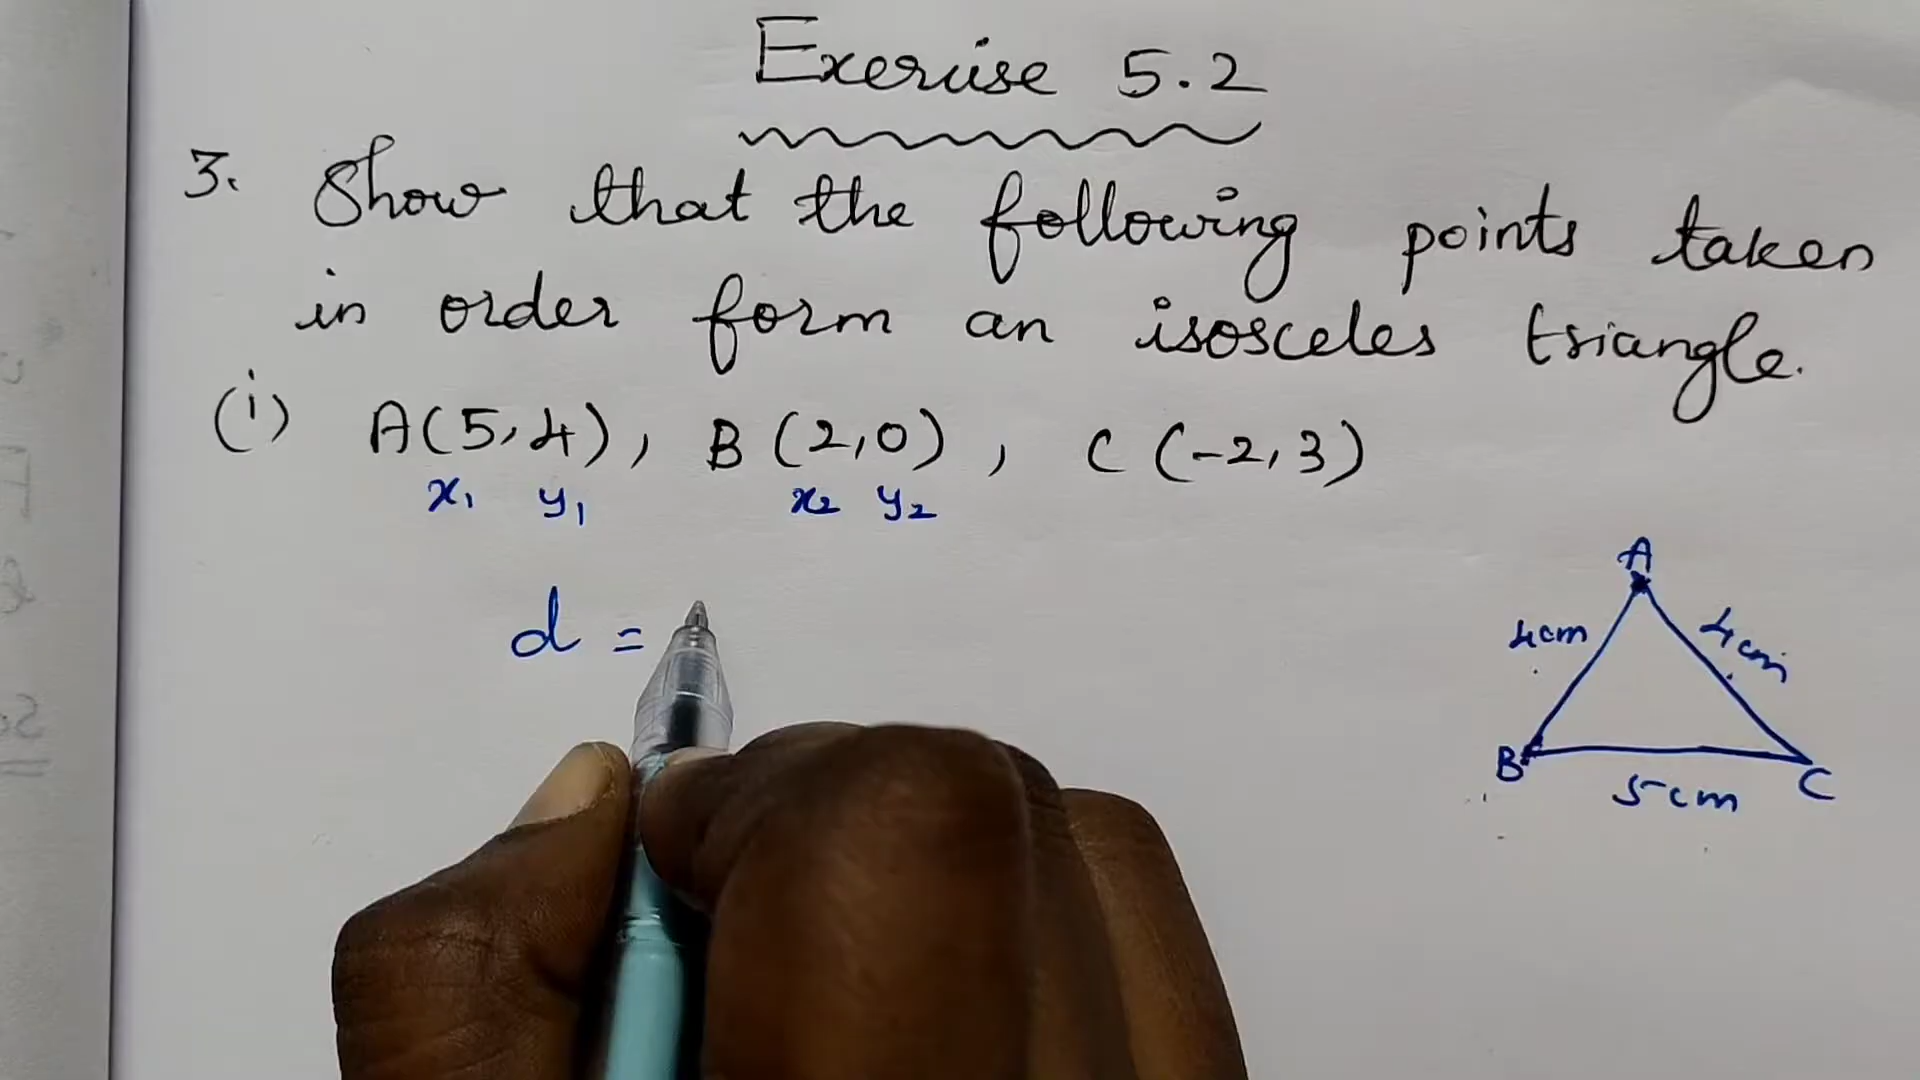 Exercise 5.2
3. Show that the following points taken
in order form an isosceles triangle.
(i) A(5,4), B(2,0), C(-2,3)
x₁ y₁ x₂ y₂
d =
A
4cm 4cm
B C
5cm